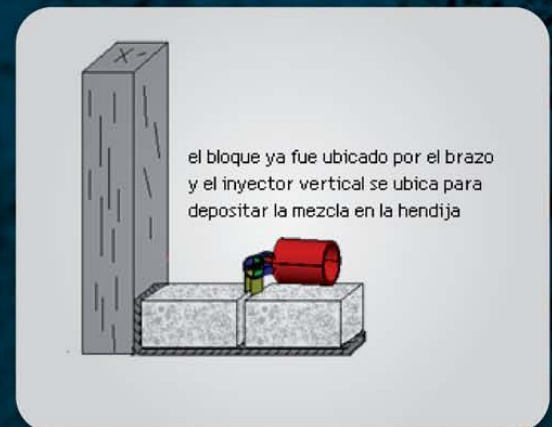 el bloque ya fue ubicado por el brazo
y el inyector vertical se ubica para
depositar la mezcla en la hendija